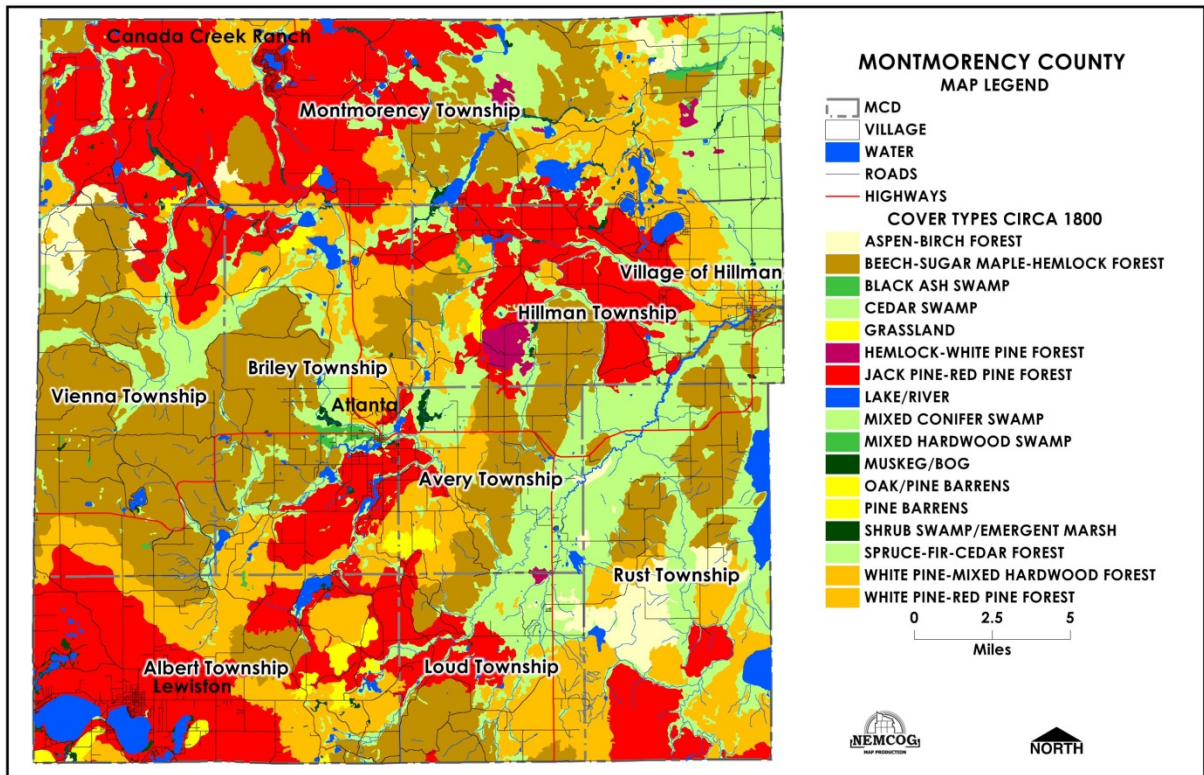 Canada Creek Ranch
Montmorency Township
Village of Hillman
Hillman Township
Briley Township
Vienna Township
Atlanta
Avery Township
Rust Township
Albert Township
Lewiston
Loud Township
MONTMORENCY COUNTY
MAP LEGEND
MCD
VILLAGE
WATER
ROADS
HIGHWAYS
COVER TYPES CIRCA 1800
ASPEN-BIRCH FOREST
BEECH-SUGAR MAPLE-HEMLOCK FOREST
BLACK ASH SWAMP
CEDAR SWAMP
GRASSLAND
HEMLOCK-WHITE PINE FOREST
JACK PINE-RED PINE FOREST
LAKE/RIVER
MIXED CONIFER SWAMP
MIXED HARDWOOD SWAMP
MUSKEG/BOG
OAK/PINE BARRENS
PINE BARRENS
SHRUB SWAMP/EMERGENT MARSH
SPRUCE-FIR-CEDAR FOREST
WHITE PINE-MIXED HARDWOOD FOREST
WHITE PINE-RED PINE FOREST
0 2.5 5
Miles
NEMCOG
MAP PRODUCTION
NORTH